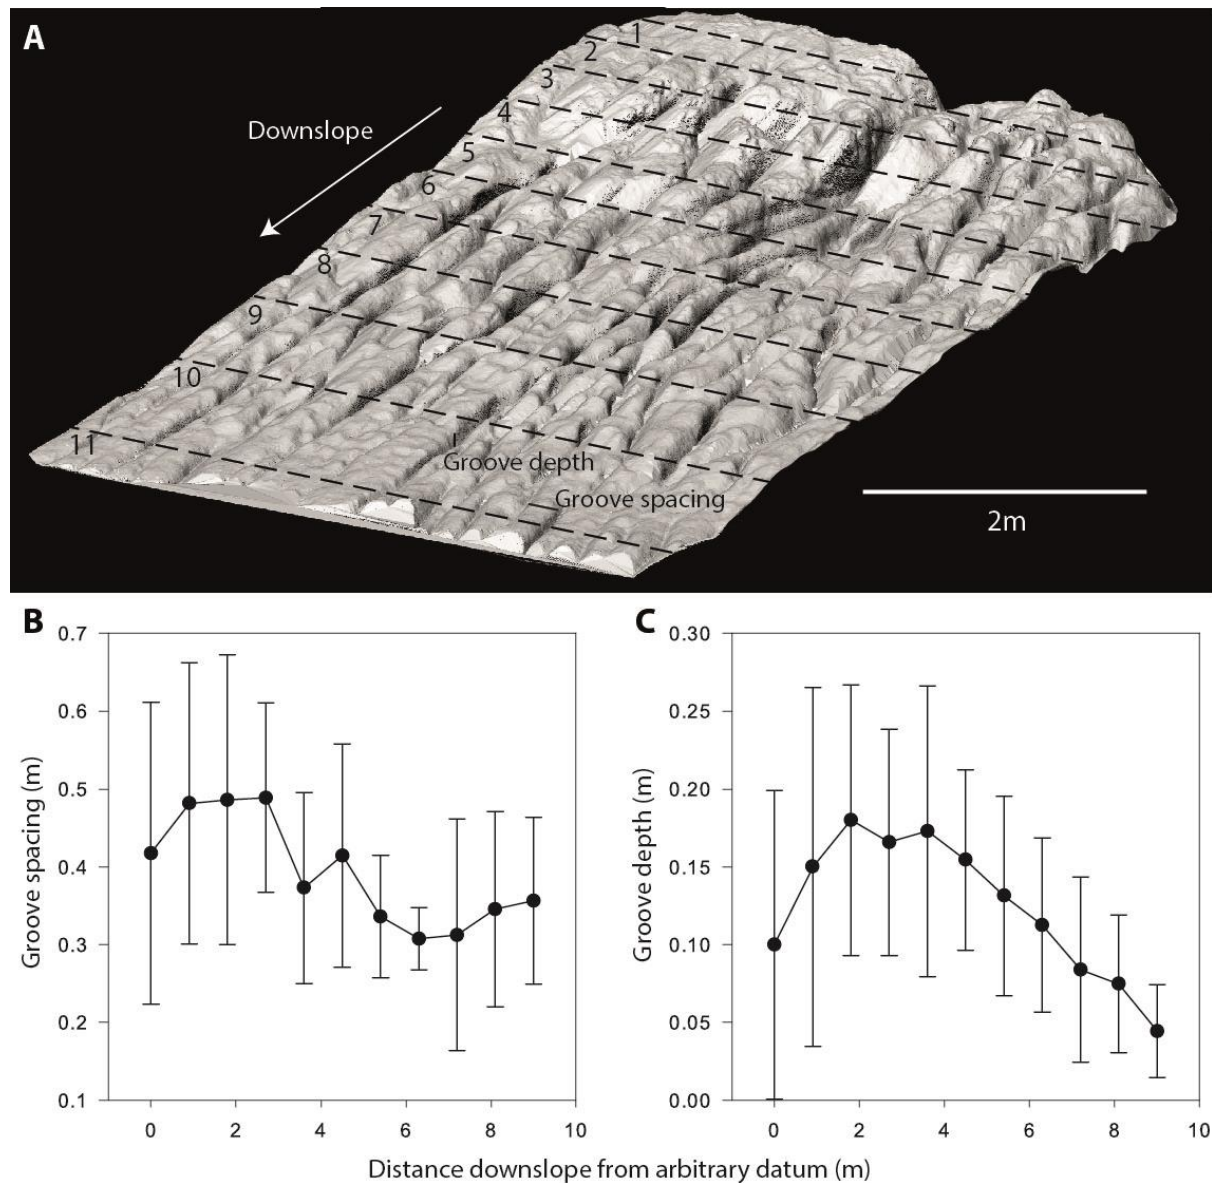 A
1
2
3
4
5
6
7
8
9
10
11
Downslope
Groove depth
Groove spacing
2m
B
0.7
0.6
0.5
0.4
0.3
0.2
0.1
Groove spacing (m)
0 2 4 6 8 10
C
0.30
0.25
0.20
0.15
0.10
0.05
0.00
Groove depth (m)
0 2 4 6 8 10
Distance downslope from arbitrary datum (m)